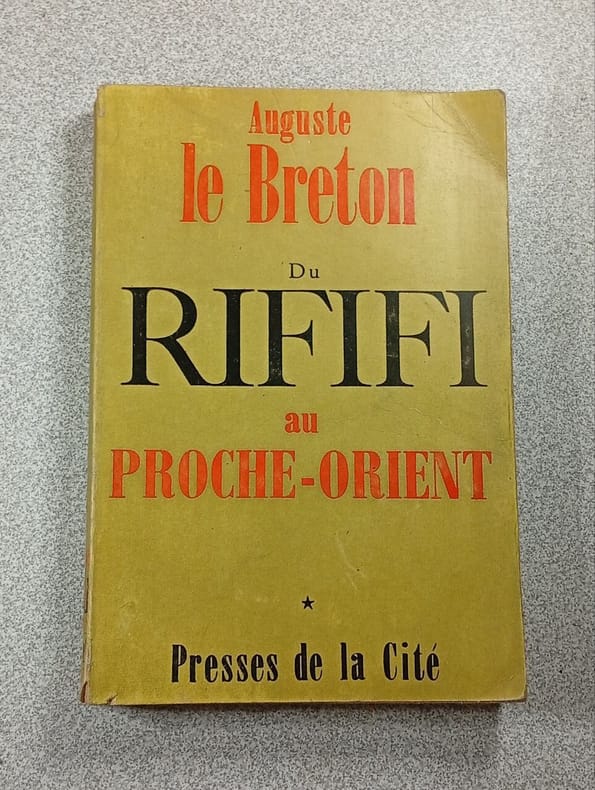 Auguste
le Breton
Du
RIFIFI
au
PROCHE-ORIENT
Presses de la Cité